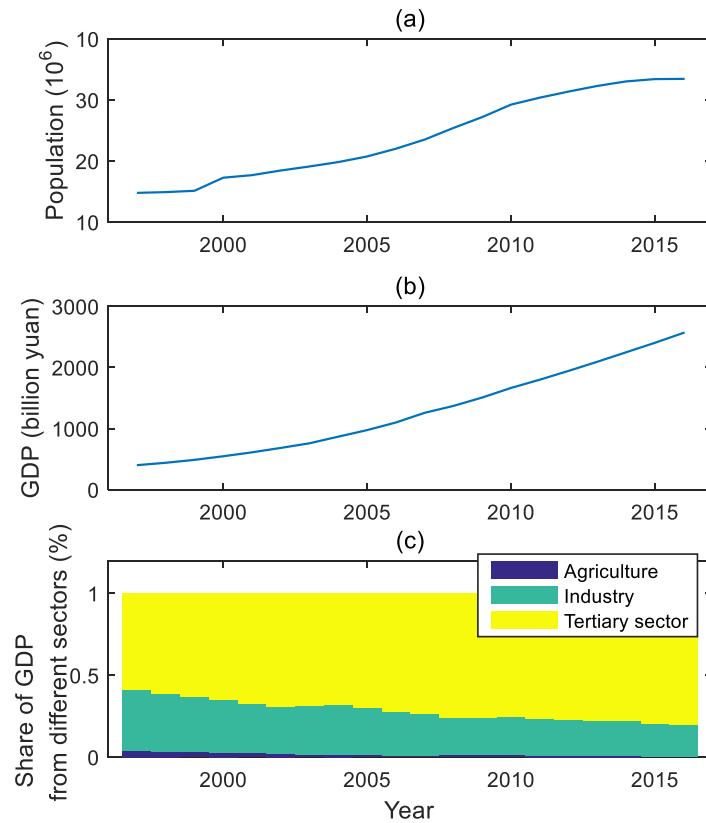 (a)
Population (10^6)
10
30
20
10
2000 2005 2010 2015
(b)
GDP (billion yuan)
3000
2000
1000
0
2000 2005 2010 2015
(c)
Share of GDP
from different sectors (%)
1
0.5
0
Agriculture
Industry
Tertiary sector
2000 2005 2010 2015
Year